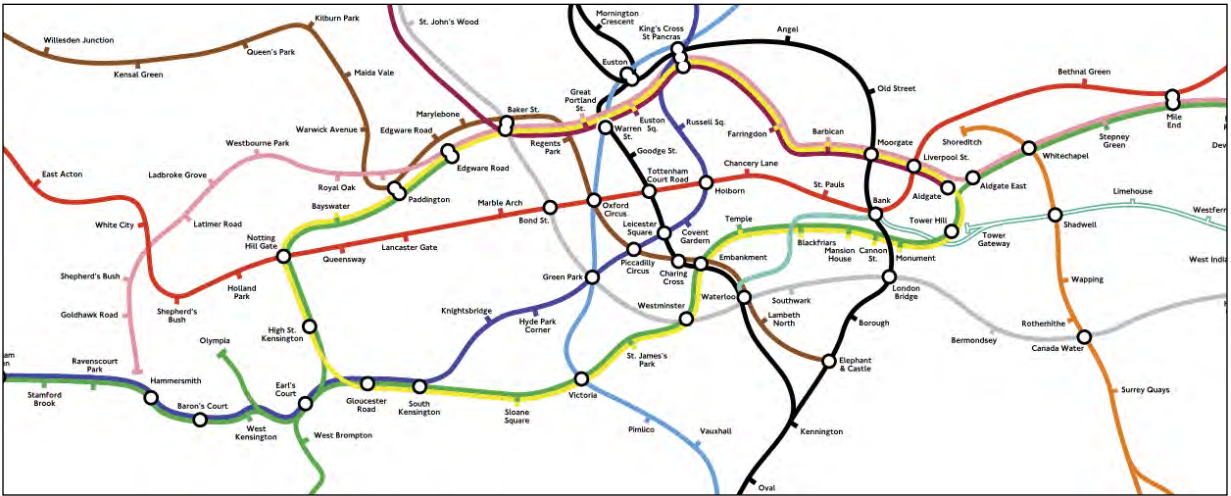 St. John's Wood
Mornington
Crescent
King's Cross
St Pancras
Kilburn Park
Willesden Junction
Queen's Park
Angel
Kensal Green
Euston
Maida Vale
Bethnal Green
Old Street
Great
Portland
St.
Baker St.
Marylebone
Edgware Road
Warwick Avenue
Euston
Sq.
Russell Sq.
Farringdon
Barbican
Warren
St.
Regents
Park
Goodge St.
Moorgate
Liverpool St.
Shoreditch
Stepney
Green
Mile
End
Dev
Westbourne Park
Whitechapel
Chancery Lane
Edgware Road
Ladbroke Grove
Royal Oak
Tottenham
Court Road
Holborn
St. Pauls
Aldgate East
Aldgate
East Acton
Paddington
Limehouse
Bayswater
Marble Arch
Bond St.
Oxford
Circus
Bank
Tower Hill
White City
Latimer Road
Notting
Hill Gate
Leicester
Square
Covent
Garden
Temple
Tower
Gateway
Shadwell
Westfer
Lancaster Gate
Queensway
Blackfriars
Mansion
House
Cannon
St.
Monument
Piccadilly
Circus
Embankment
Charing
Cross
West India
Shepherd's Bush
Holland
Park
Green Park
London
Bridge
Wapping
Shepherd's
Bush
Goldhawk Road
Waterloo
Southwark
Westminster
Lambeth
North
Knightsbridge
Hyde Park
Corner
High St.
Kensington
Borough
Rotherhithe
Bermondsey
Canada Water
Olympia
St. James's
Park
Elephant
& Castle
am
en
Ravenscourt
Park
Hammersmith
Stamford
Brook
Baron's Court
Earl's
Court
Gloucester
Road
South
Kensington
Sloane
Square
Victoria
Surrey Quays
West
Kensington
West Brompton
Pimlico
Vauxhall
Kennington
Oval